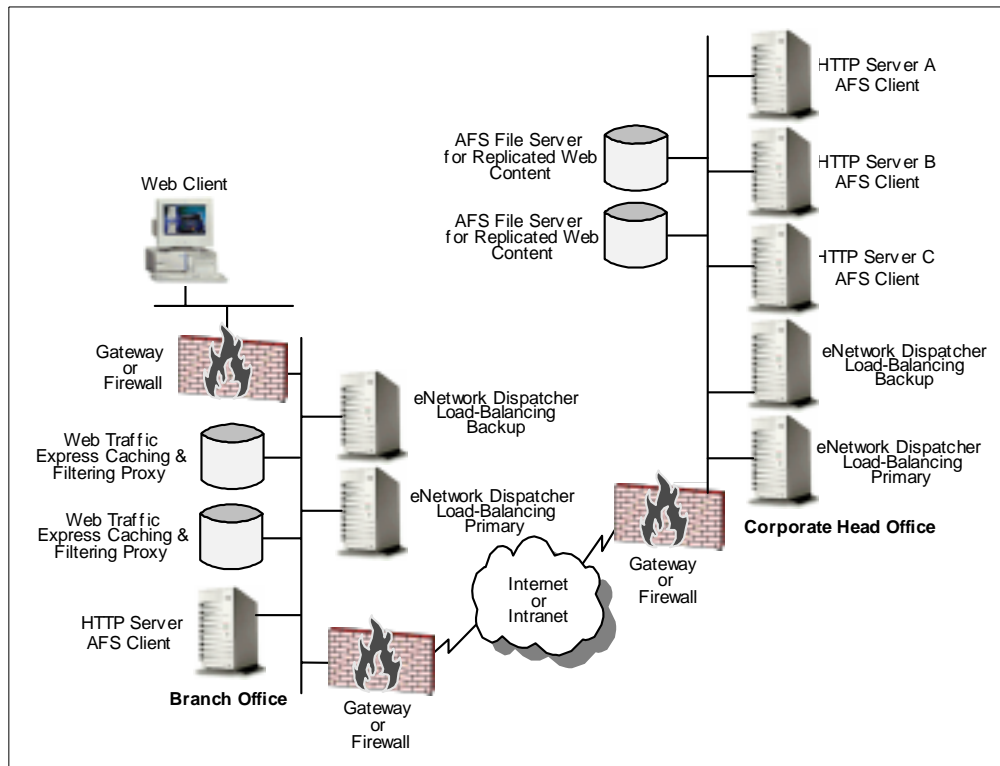 Web Client
Gateway
or
Firewall
Web Traffic
Express Caching &
Filtering Proxy
Web Traffic
Express Caching &
Filtering Proxy
HTTP Server
AFS Client
Branch Office
eNetwork Dispatcher
Load-Balancing
Backup
eNetwork Dispatcher
Load-Balancing
Primary
Gateway
or
Firewall
Internet
or
Intranet
AFS File Server
for Replicated Web
Content
AFS File Server
for Replicated Web
Content
HTTP Server A
AFS Client
HTTP Server B
AFS Client
HTTP Server C
AFS Client
eNetwork Dispatcher
Load-Balancing
Backup
eNetwork Dispatcher
Load-Balancing
Primary
Corporate Head Office
Gateway
or
Firewall